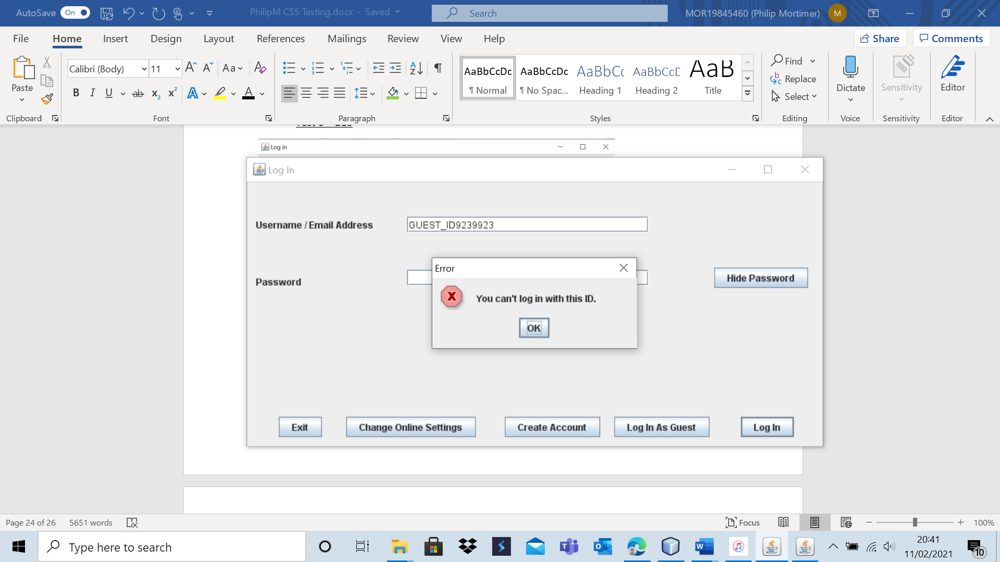 AutoSave On PhilipM CS5 Testing.docx - Saved Search MOR19845460 (Philip Mortimer) M
File Home Insert Design Layout References Mailings Review View Help Share Comments
Calibri (Body) 11 Aa AaBbCcDc AaBbCcDc AaBbCc AaBbCcD AaB Find
Paste Replace
¶ Normal ¶ No Spac... Heading 1 Heading 2 Title Dictate Sensitivity Editor
B I U ab x₂ x² A A Select
Clipboard Font Paragraph Styles Editing Voice Sensitivity Editor
Log In
Log In
Username / Email Address GUEST_ID9239923
Error
Password Hide Password
You can't log in with this ID.
OK
Exit Change Online Settings Create Account Log In As Guest Log In
Page 24 of 26 5651 words Focus 100%
Type here to search 20:41
11/02/2021 10